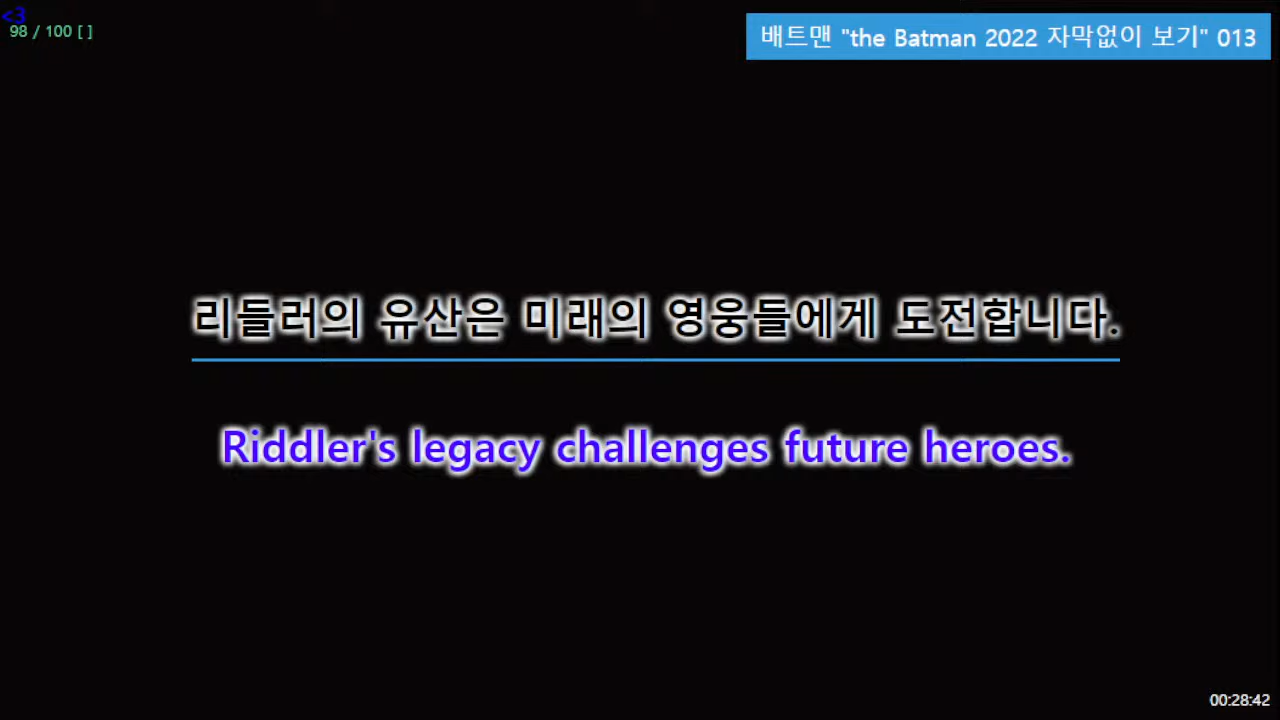 <3
98 / 100 [ ]
배트맨 "the Batman 2022 자막없이 보기" 013
리들러의 유산은 미래의 영웅들에게 도전합니다.
Riddler's legacy challenges future heroes.
00:28:42